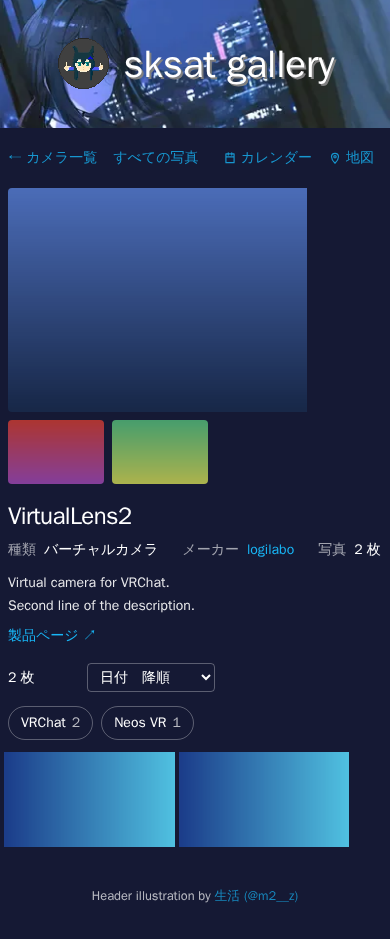 sksat gallery
← カメラ一覧 すべての写真 カレンダー 地図
VirtualLens2
種類 バーチャルカメラ メーカー logilabo 写真 2 枚
Virtual camera for VRChat.
Second line of the description.
製品ページ ↗
2 枚 日付 降順
VRChat 2 Neos VR 1
Header illustration by 生活 (@m2__z)